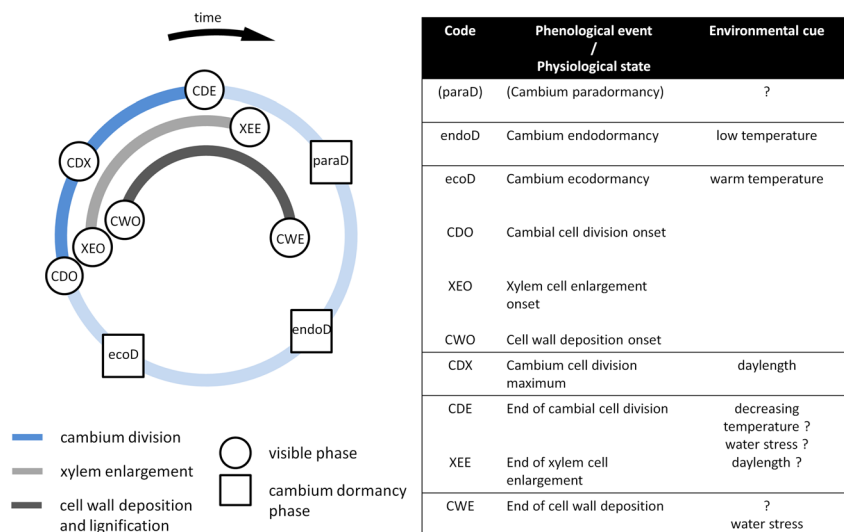 time
CDE
XEE
paraD
CDX
CWO
XEO
CWE
CDO
endoD
ecoD
cambium division
xylem enlargement
cell wall deposition
and lignification
visible phase
cambium dormancy
phase
Code Phenological event Environmental cue
/
Physiological state
(paraD) (Cambium paradormancy) ?
endoD Cambium endodormancy low temperature
ecoD Cambium ecodormancy warm temperature
CDO Cambial cell division onset
XEO Xylem cell enlargement
onset
CWO Cell wall deposition onset
CDX Cambium cell division daylength
maximum
CDE End of cambial cell division decreasing
temperature ?
water stress ?
XEE End of xylem cell daylength ?
enlargement
CWE End of cell wall deposition ?
water stress